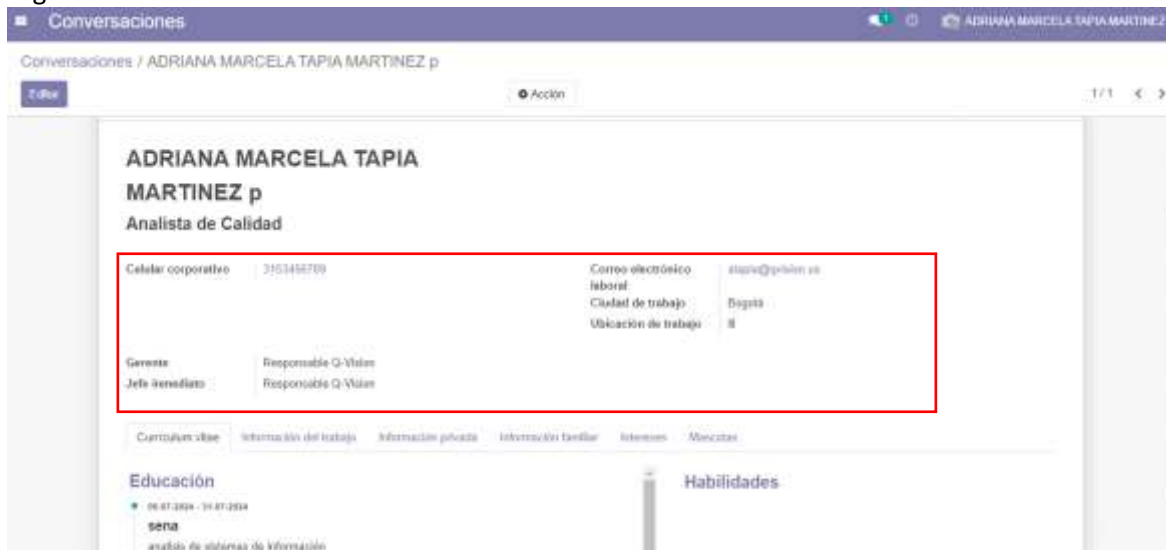 Conversaciones
ADRIANA MARCELA TAPIA MARTINEZ
Conversaciones / ADRIANA MARCELA TAPIA MARTINEZ p
Editar
Acción
1 / 1
ADRIANA MARCELA TAPIA
MARTINEZ p
Analista de Calidad
Celular corporativo
Correo electrónico
laboral
Ciudad de trabajo Bogotá
Ubicación de trabajo
Gerente Responsable Q-Vision
Jefe inmediato Responsable Q-Vision
Curriculum vitae Información del trabajo Información privada Información familiar Intereses Mascotas
Educación
Habilidades
sena
analisis de sistemas de información